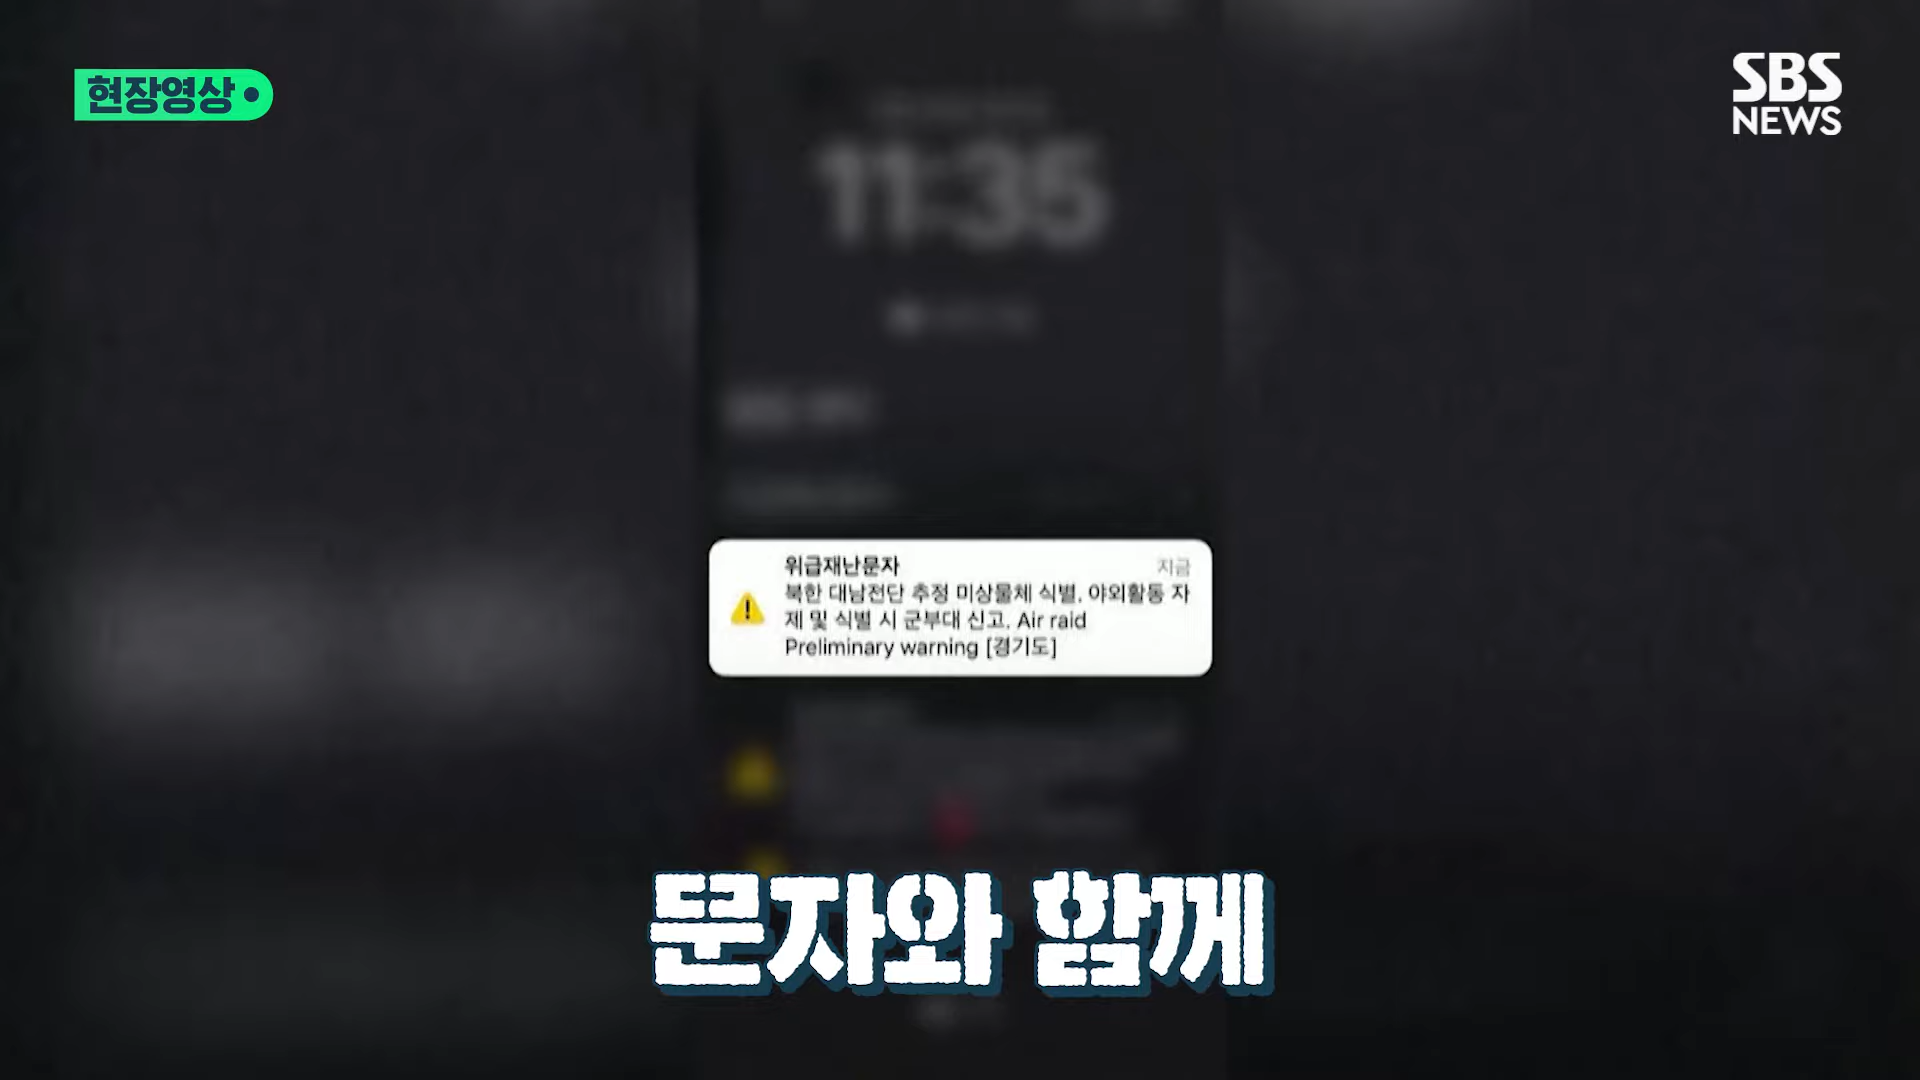 현장영상
SBS
NEWS
11:35
위급재난문자 지금
북한 대남전단 추정 미상물체 식별, 야외활동 자
제 및 식별 시 군부대 신고. Air raid
Preliminary warning [경기도]
문자와 함께